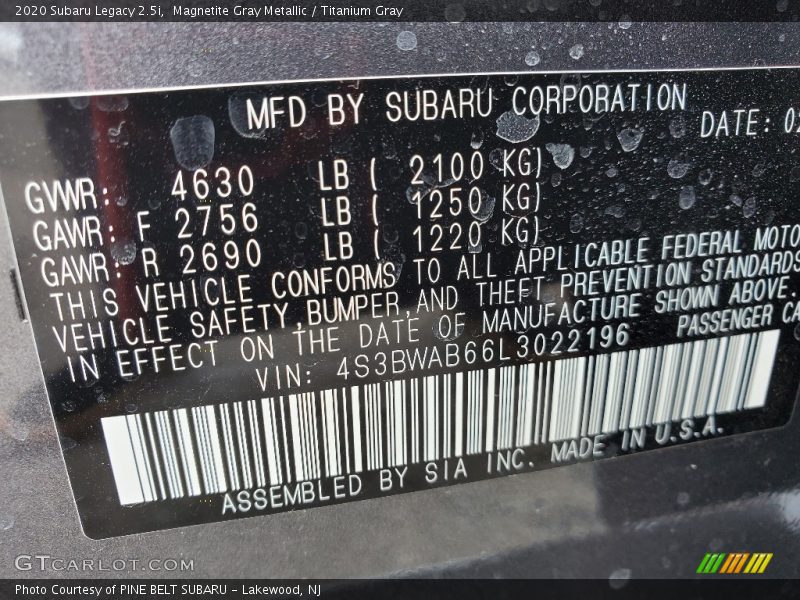 2020 Subaru Legacy 2.5i, Magnetite Gray Metallic / Titanium Gray
MFD BY SUBARU CORPORATION
DATE: 02
GVWR: 4630 LB ( 2100 KG)
GAWR: F 2756 LB ( 1250 KG)
GAWR: R 2690 LB ( 1220 KG)
THIS VEHICLE CONFORMS TO ALL APPLICABLE FEDERAL MOTO
VEHICLE SAFETY,BUMPER,AND THEFT PREVENTION STANDARDS
IN EFFECT ON THE DATE OF MANUFACTURE SHOWN ABOVE.
VIN: 4S3BWAB66L3022196 PASSENGER CA
ASSEMBLED BY SIA INC. MADE IN U.S.A.
GTCARLOT.COM
Photo Courtesy of PINE BELT SUBARU - Lakewood, NJ